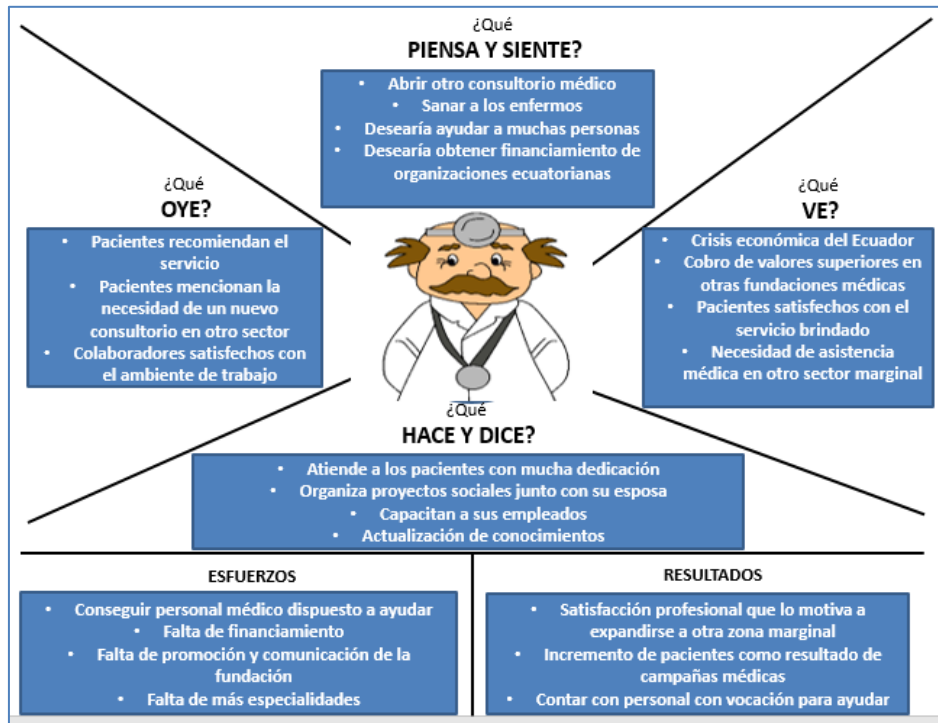 ¿Qué
PIENSA Y SIENTE?
• Abrir otro consultorio médico
• Sanar a los enfermos
• Desearía ayudar a muchas personas
• Desearía obtener financiamiento de
organizaciones ecuatorianas
¿Qué
OYE?
• Pacientes recomiendan el
servicio
• Pacientes mencionan la
necesidad de un nuevo
consultorio en otro sector
• Colaboradores satisfechos con
el ambiente de trabajo
¿Qué
VE?
• Crisis económica del Ecuador
• Cobro de valores superiores en
otras fundaciones médicas
• Pacientes satisfechos con el
servicio brindado
• Necesidad de asistencia
médica en otro sector marginal
¿Qué
HACE Y DICE?
• Atiende a los pacientes con mucha dedicación
• Organiza proyectos sociales junto con su esposa
• Capacitan a sus empleados
• Actualización de conocimientos
ESFUERZOS
• Conseguir personal médico dispuesto a ayudar
• Falta de financiamiento
• Falta de promoción y comunicación de la
fundación
• Falta de más especialidades
RESULTADOS
• Satisfacción profesional que lo motiva a
expandirse a otra zona marginal
• Incremento de pacientes como resultado de
campañas médicas
• Contar con personal con vocación para ayudar